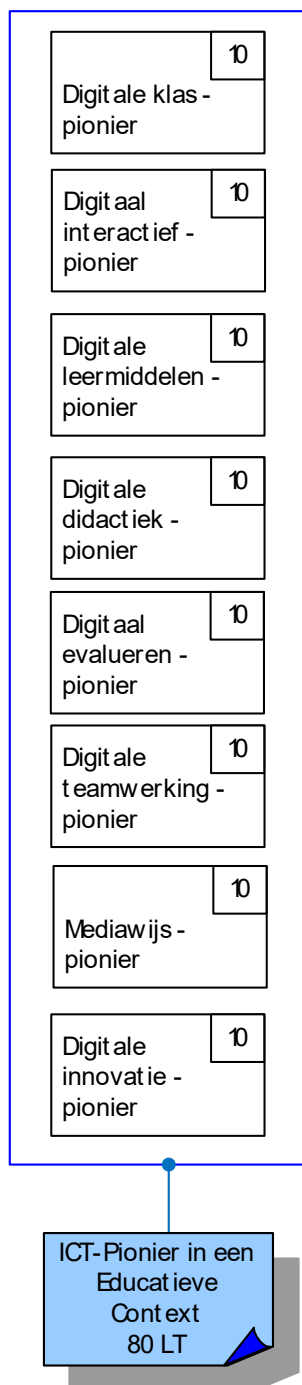 10
Digitale klas-
pionier
10
Digitaal
interactief-
pionier
10
Digitale
leermiddelen-
pionier
10
Digitale
didactiek-
pionier
10
Digitaal
evalueren-
pionier
10
Digitale
teamwerking-
pionier
10
Mediawijs-
pionier
10
Digitale
innovatie-
pionier
ICT-Pionier in een
Educatieve
Context
80 LT